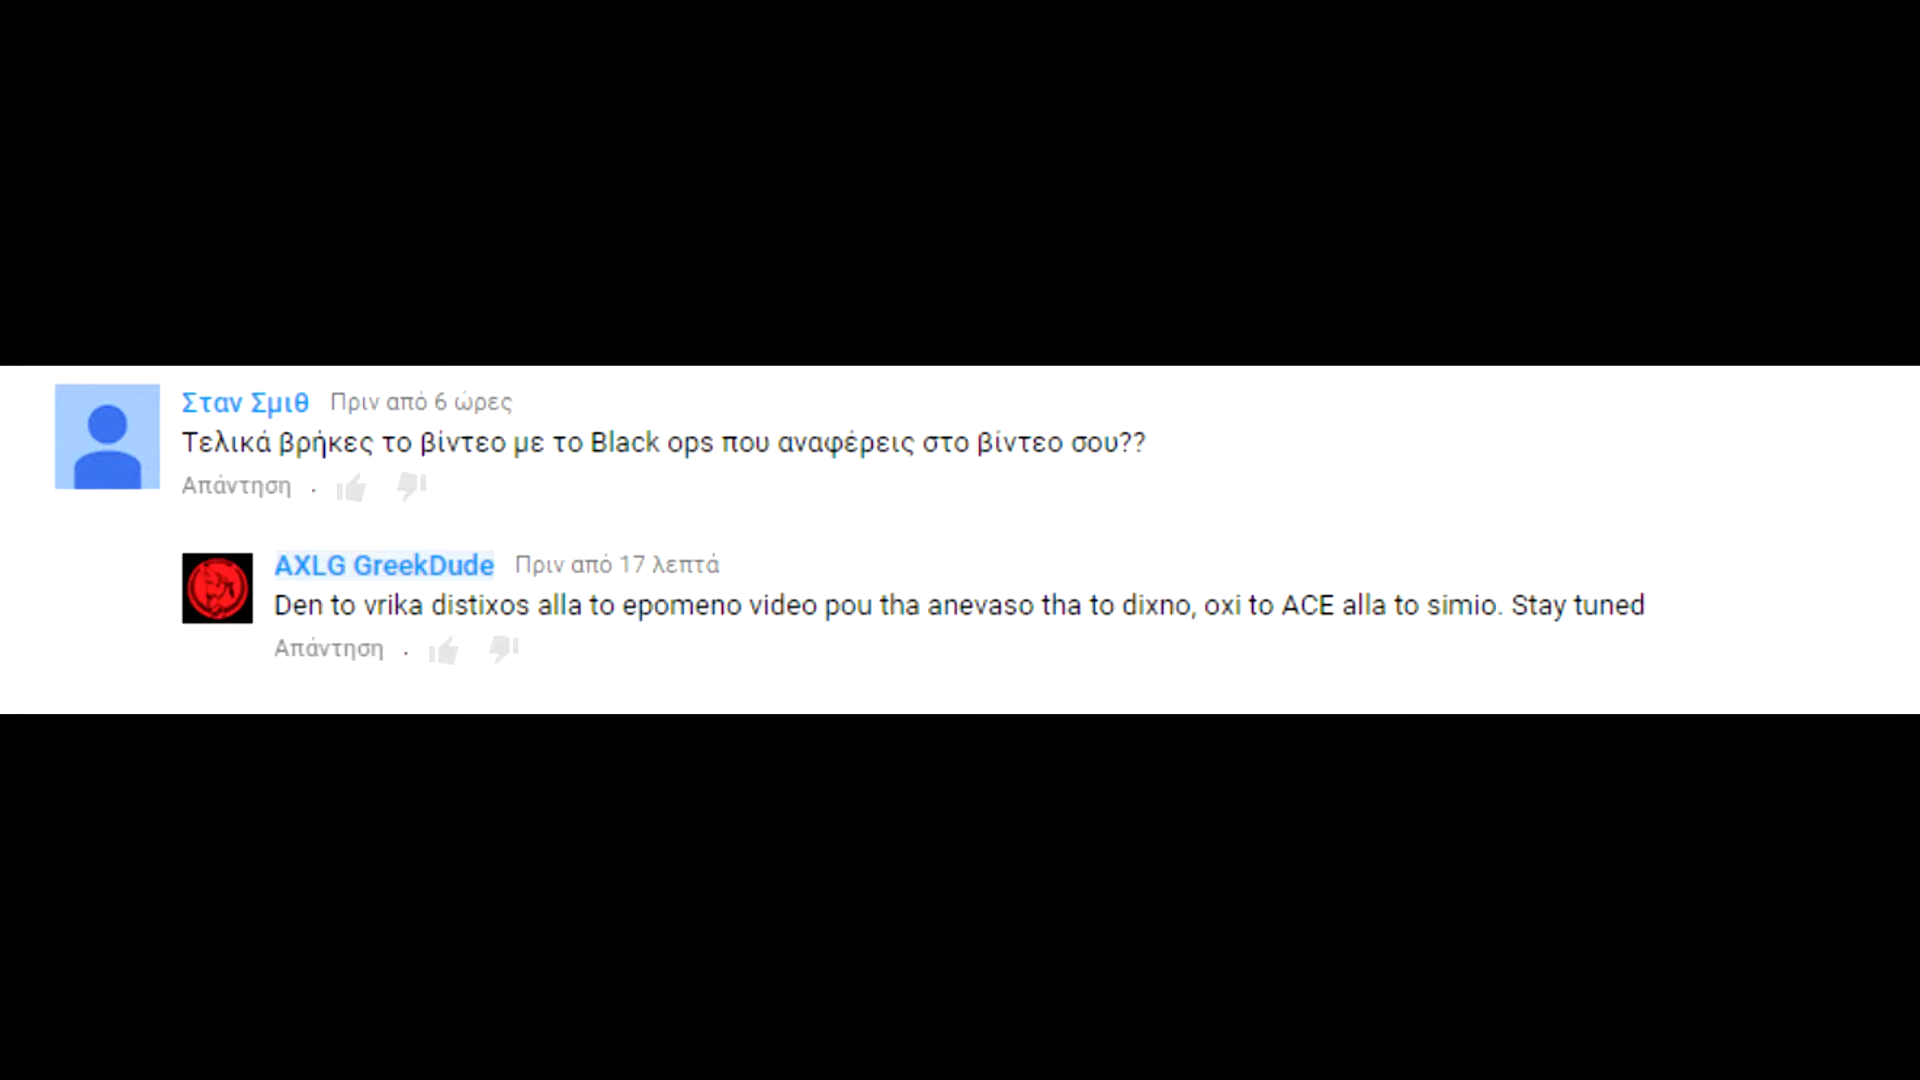 Σταν Σμιθ Πριν από 6 ώρες
Τελικά βρήκες το βίντεο με το Black ops που αναφέρεις στο βίντεο σου??
Απάντηση .
AXLG GreekDude Πριν από 17 λεπτά
Den to vrika distixos alla to epomeno video pou tha anevaso tha to dixno, oxi to ACE alla to simio. Stay tuned
Απάντηση .